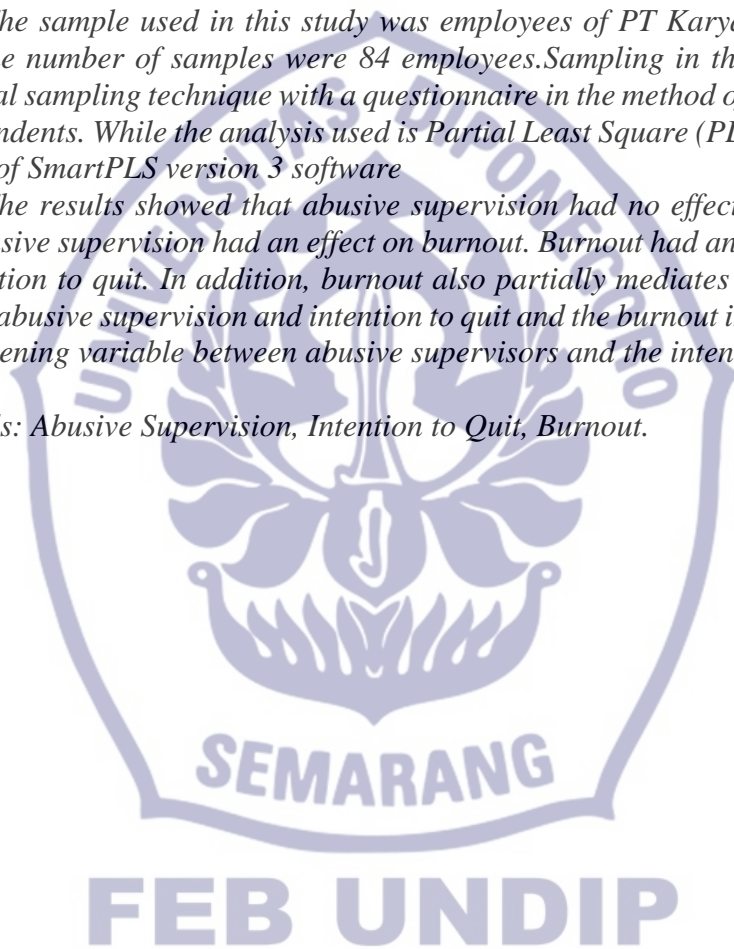 he sample used in this study was employees of PT Karya
e number of samples were 84 employees.Sampling in th
al sampling technique with a questionnaire in the method o
ndents. While the analysis used is Partial Least Square (PL
of SmartPLS version 3 software
he results showed that abusive supervision had no effec
sive supervision had an effect on burnout. Burnout had an
tion to quit. In addition, burnout also partially mediates
abusive supervision and intention to quit and the burnout i
ening variable between abusive supervisors and the inten
s: Abusive Supervision, Intention to Quit, Burnout.
UNIVERSITAS DIPONEGORO
SEMARANG
FEB UNDIP